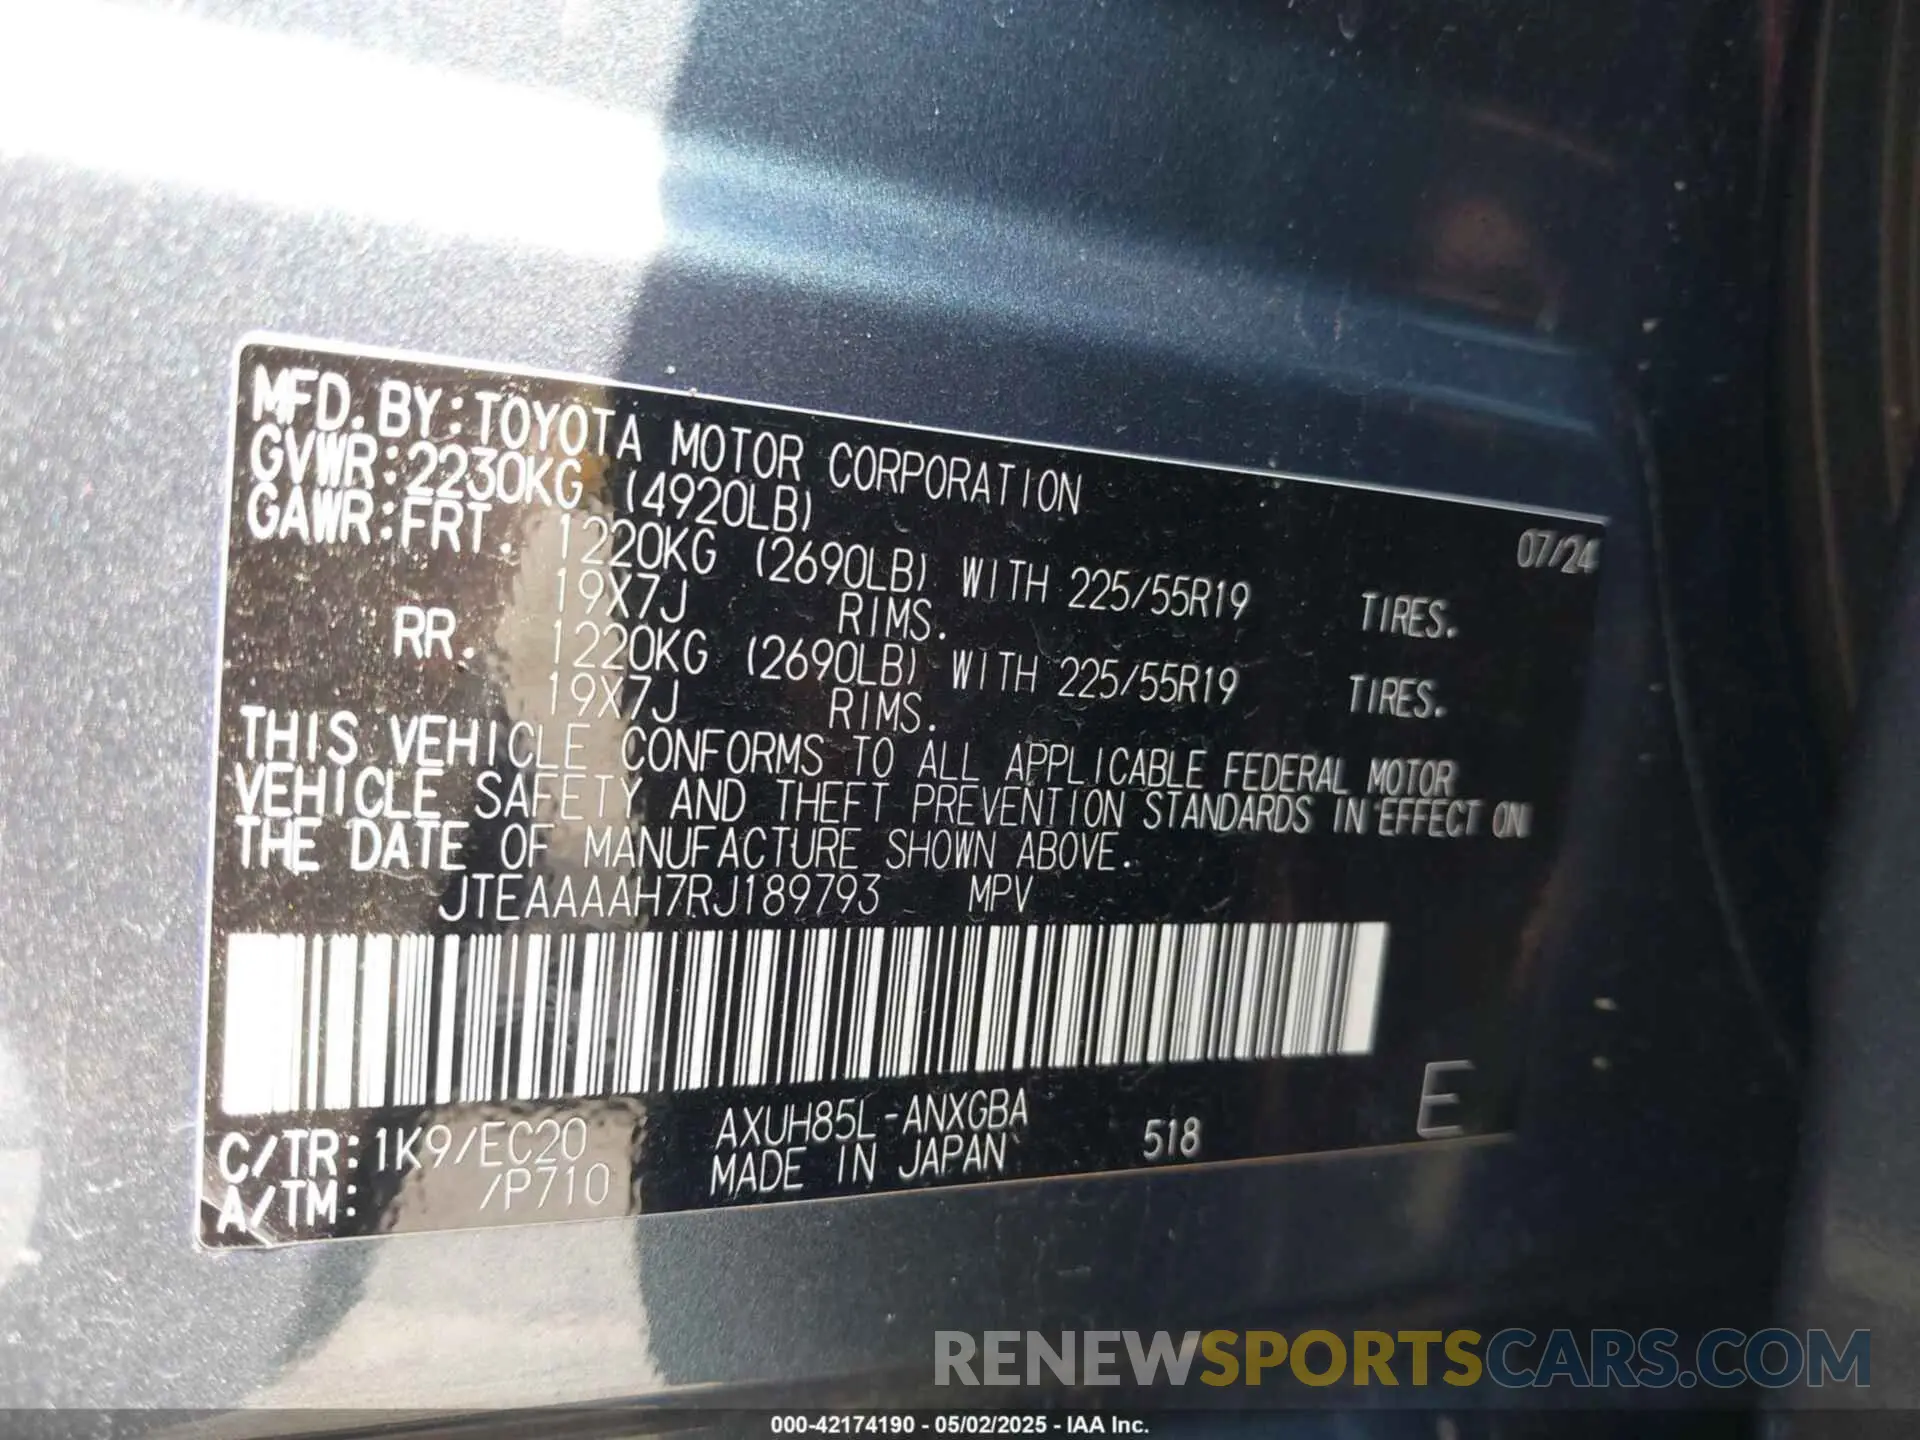 MFD.BY:TOYOTA MOTOR CORPORATION 07/24
GVWR:2230KG (4920LB)
GAWR:FRT. 1220KG (2690LB) WITH 225/55R19 TIRES.
19X7J RIMS.
RR. 1220KG (2690LB) WITH 225/55R19 TIRES.
19X7J RIMS.
THIS VEHICLE CONFORMS TO ALL APPLICABLE FEDERAL MOTOR
VEHICLE SAFETY AND THEFT PREVENTION STANDARDS IN EFFECT ON
THE DATE OF MANUFACTURE SHOWN ABOVE.
JTEAAAAH7RJ189793 MPV
C/TR:1K9/EC20 AXUH85L-ANXGBA 518 E
A/TM: /P710 MADE IN JAPAN
RENEWSPORTSCARS.COM
000-42174190 - 05/02/2025 - IAA Inc.